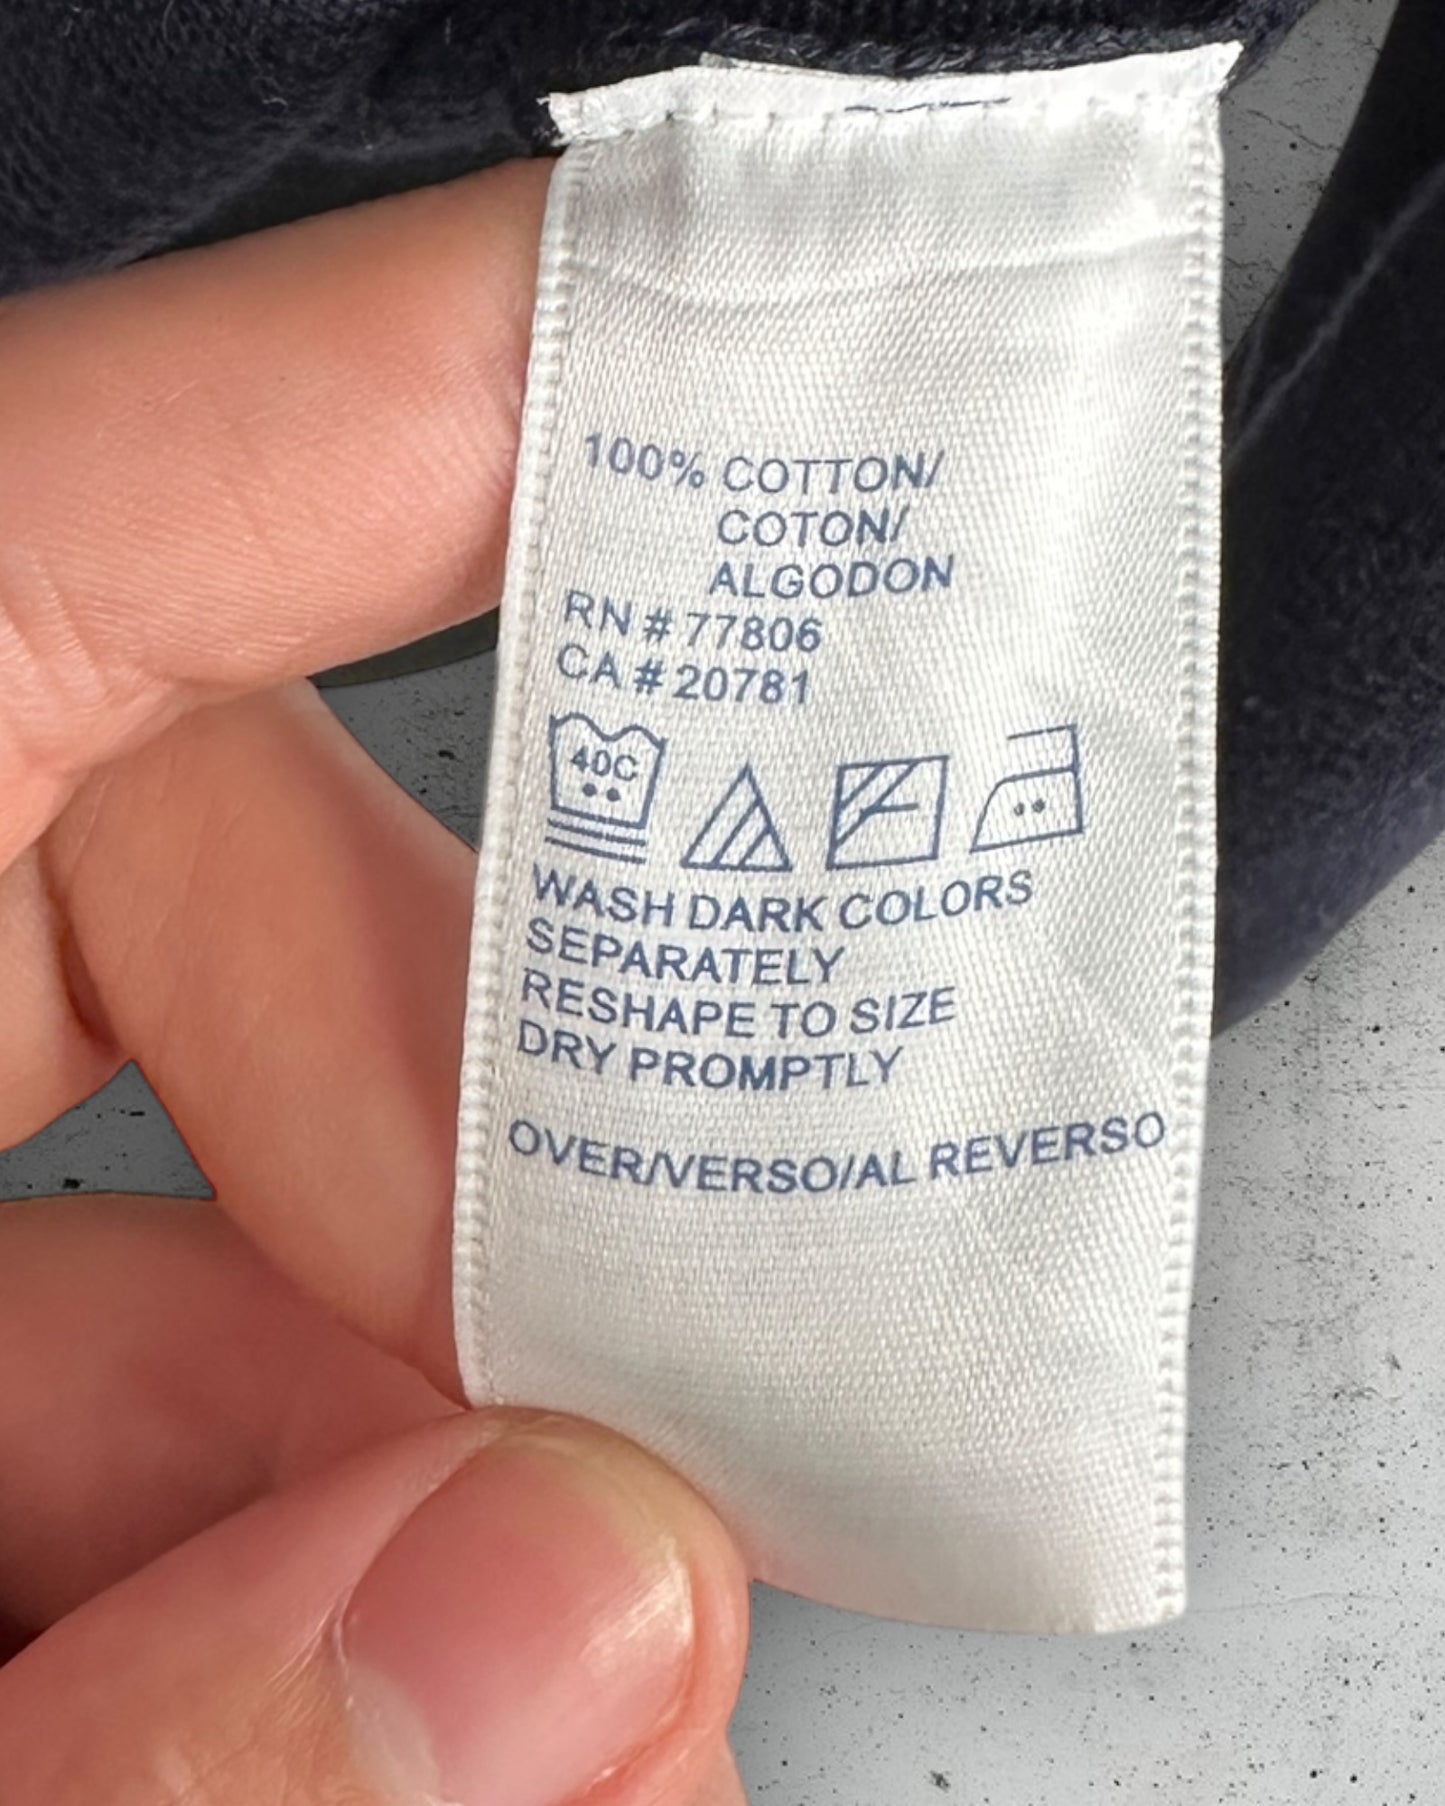 100% COTTON/
COTON/
ALGODON
RN # 77806
CA # 20781
40C
WASH DARK COLORS
SEPARATELY
RESHAPE TO SIZE
DRY PROMPTLY
OVER/VERSO/AL REVERSO